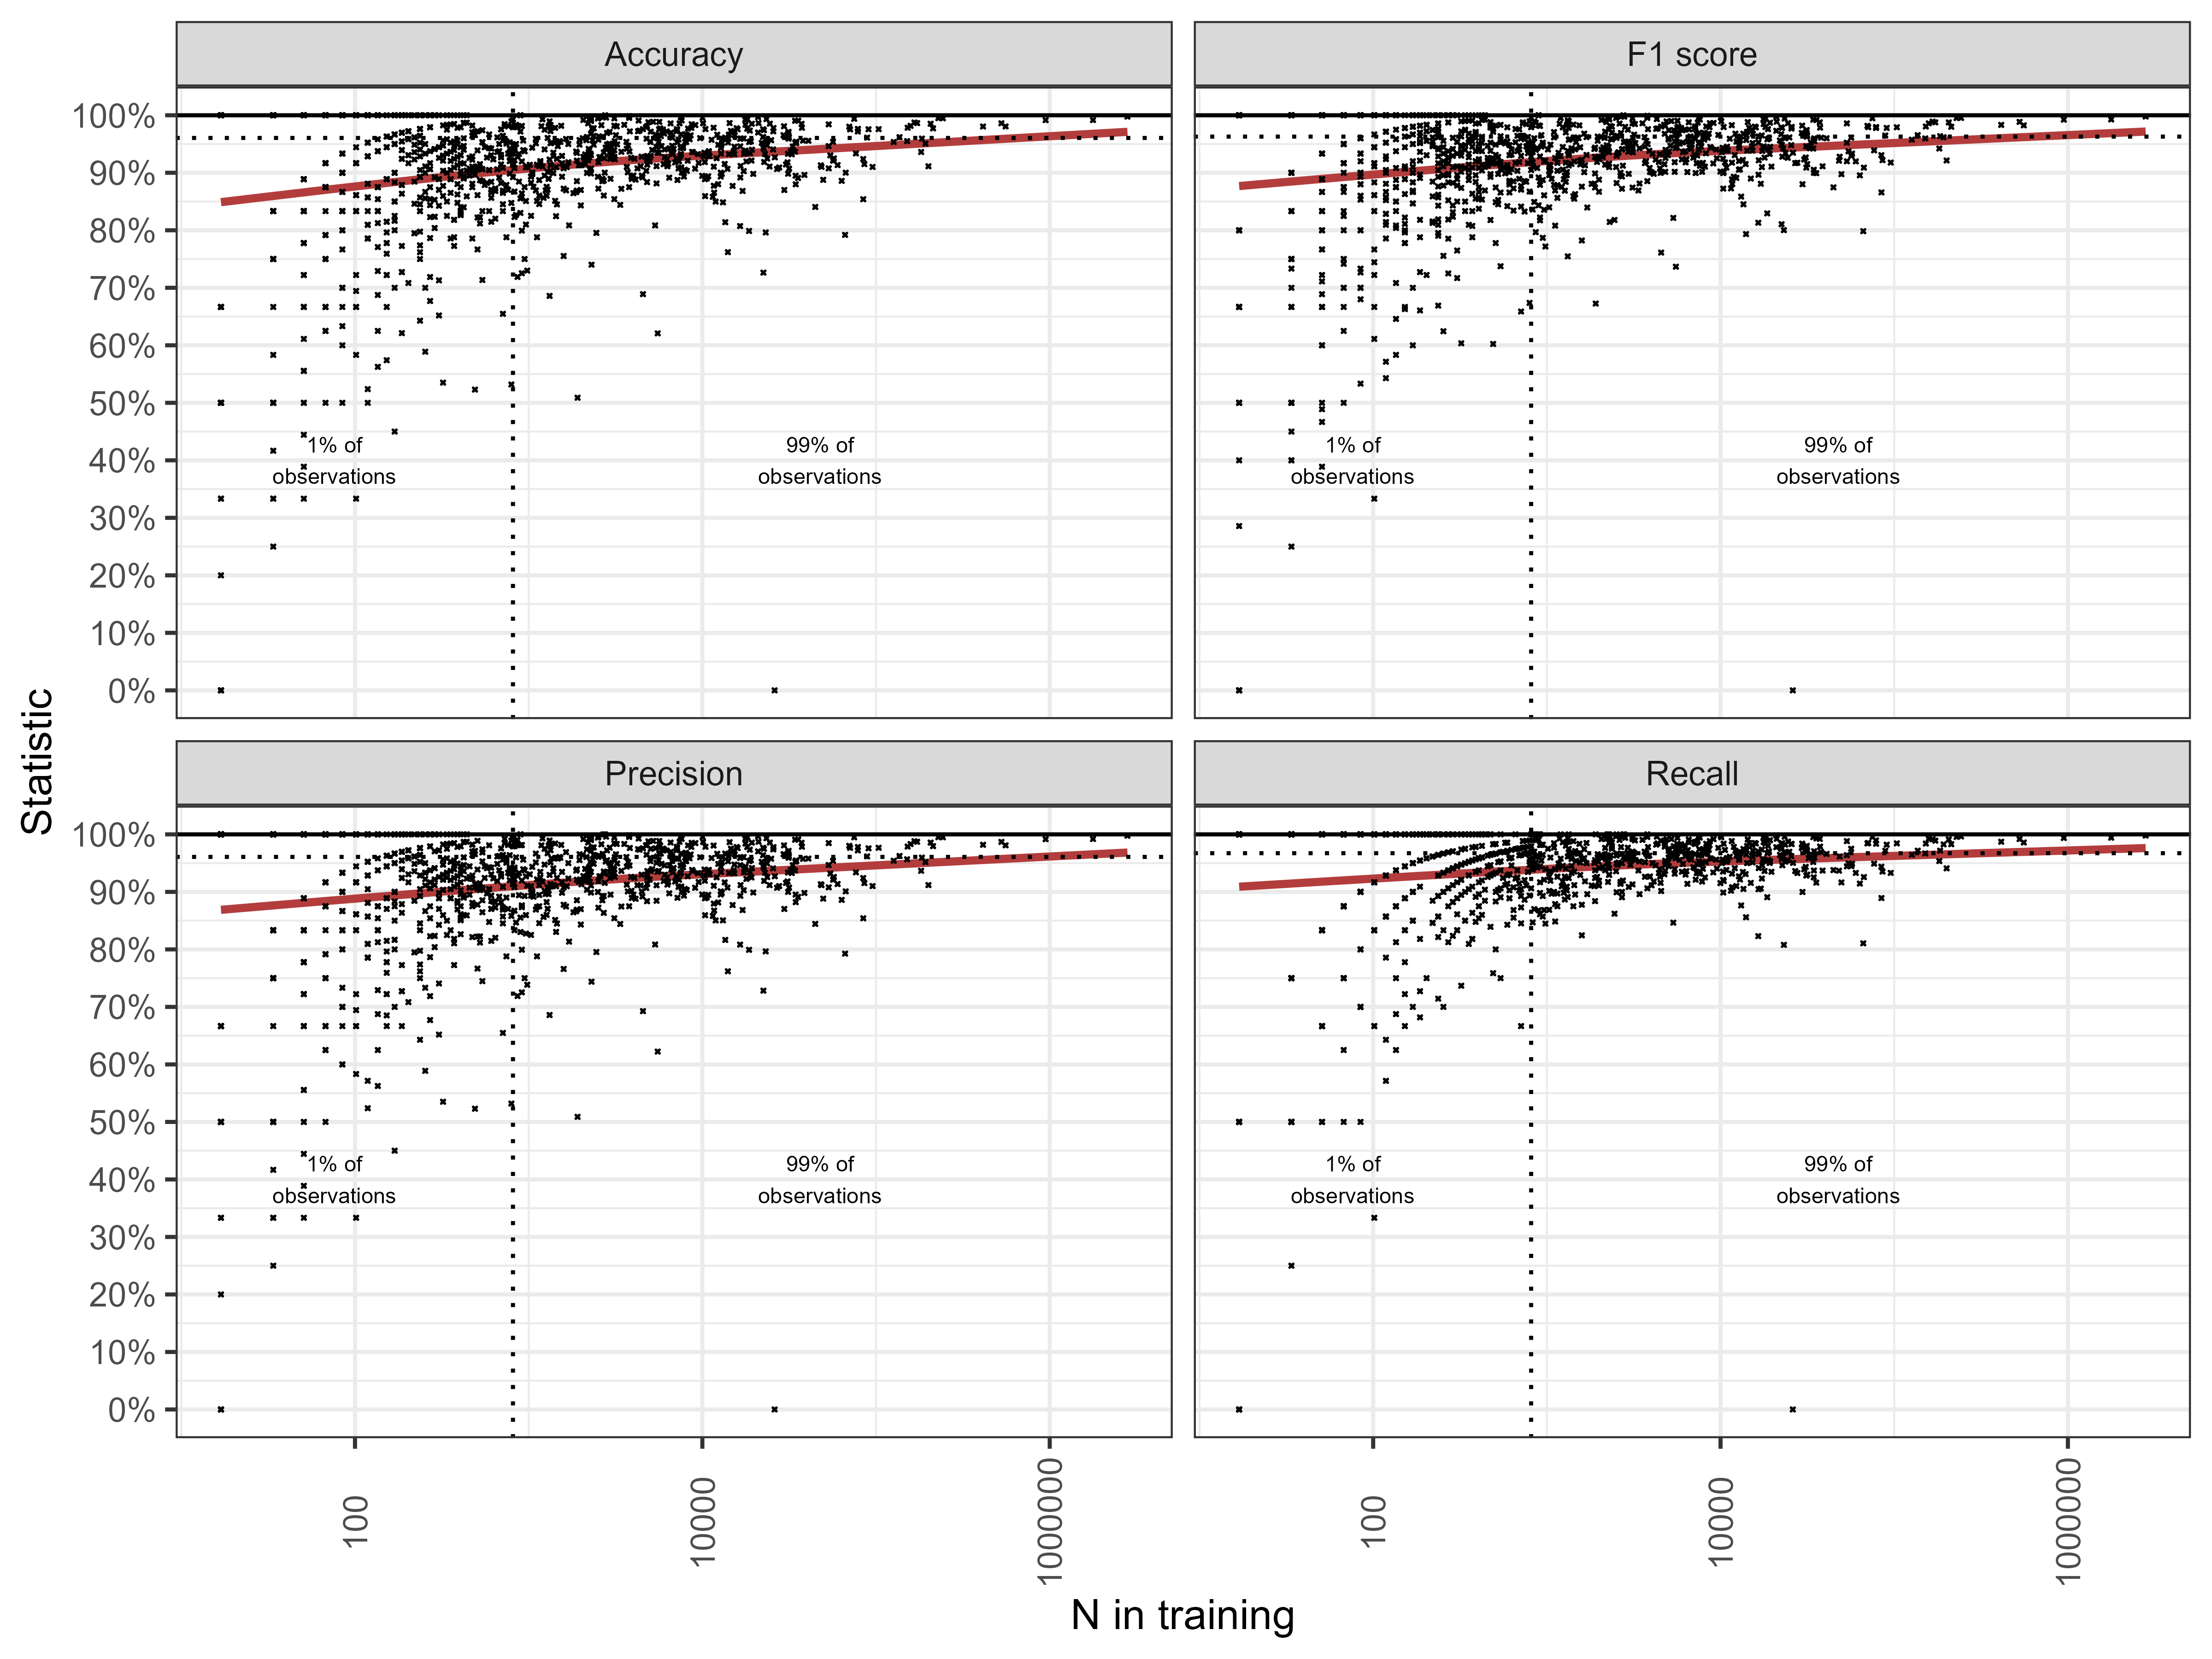 Accuracy
F1 score
100%
90%
80%
70%
60%
50%
40%
30%
20%
10%
0%
1% of
observations
99% of
observations
1% of
observations
99% of
observations
Statistic
Precision
Recall
100%
90%
80%
70%
60%
50%
40%
30%
20%
10%
0%
1% of
observations
99% of
observations
1% of
observations
99% of
observations
100
10000
1000000
100
10000
1000000
N in training